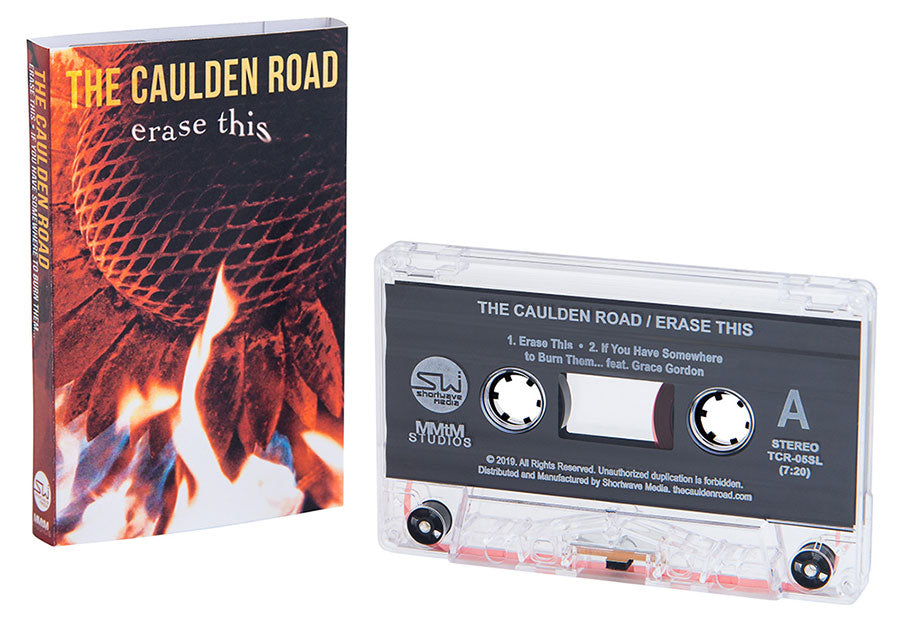 THE CAULDEN ROAD
erase this
THE CAULDEN ROAD
ERASE THIS • IF YOU HAVE SOMEWHERE TO BURN THEM...
SW
MMtM
THE CAULDEN ROAD / ERASE THIS
1. Erase This • 2. If You Have Somewhere
to Burn Them... feat. Grace Gordon
SW
shortwave
media
MMtM
STUDIOS
A
STEREO
TCR-05SL
(7:20)
© 2019. All Rights Reserved. Unauthorized duplication is forbidden.
Distributed and Manufactured by Shortwave Media. thecauldenroad.com